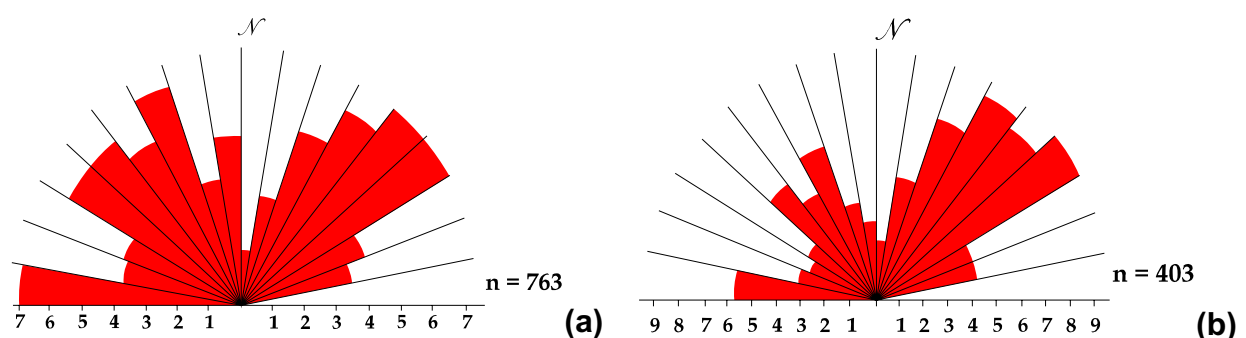 𝒩
n = 763
7 6 5 4 3 2 1 1 2 3 4 5 6 7
(a)
𝒩
n = 403
9 8 7 6 5 4 3 2 1 1 2 3 4 5 6 7 8 9
(b)